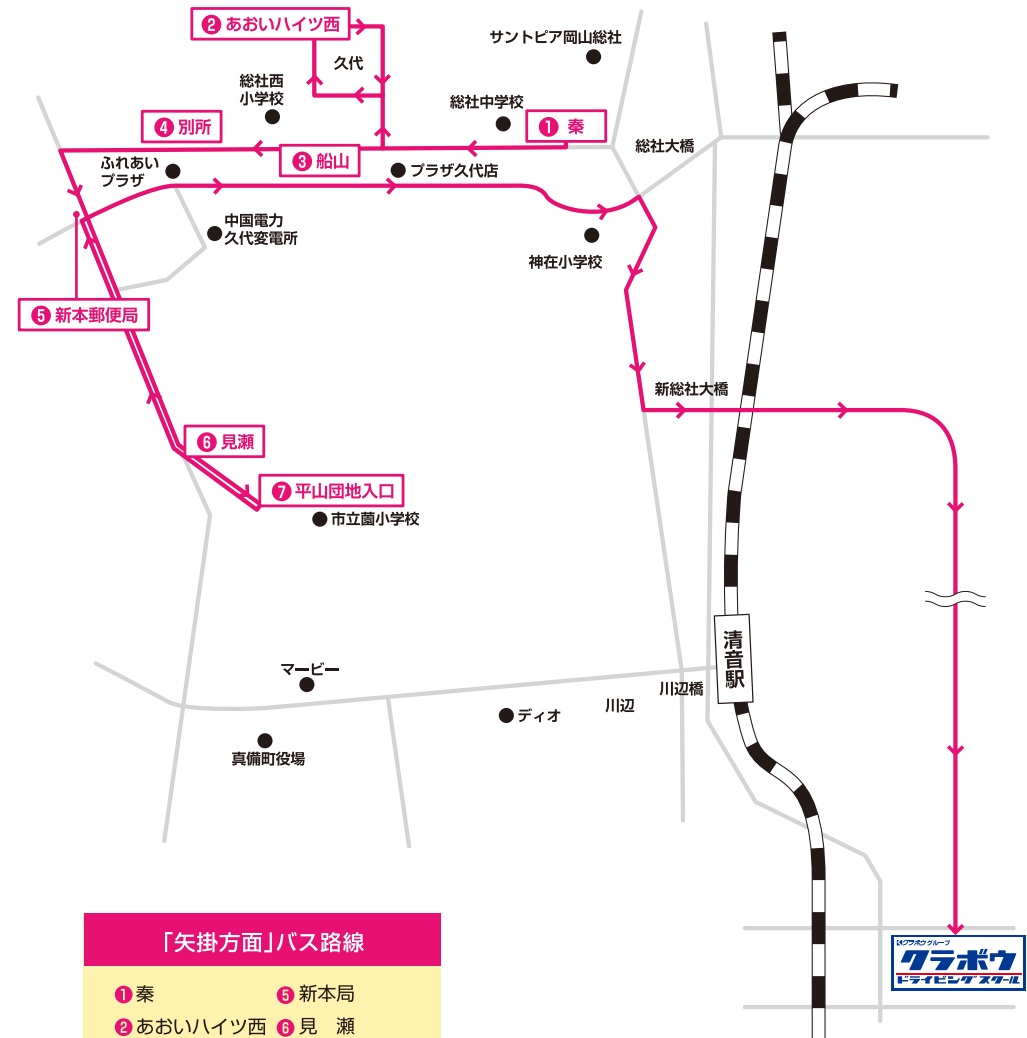 ❷ あおいハイツ西
サントピア岡山総社
久代
総社西
小学校
総社中学校
❶ 秦
❹ 別所
総社大橋
❸ 船山
ふれあい
プラザ
プラザ久代店
中国電力
久代変電所
神在小学校
❺ 新本郵便局
新総社大橋
❻ 見瀬
❼ 平山団地入口
市立薗小学校
清音駅
マービー
川辺橋
川辺
ディオ
真備町役場
「矢掛方面」バス路線
❶ 秦
❺ 新本局
❷ あおいハイツ西
❻ 見　瀬
クラボウグループ
クラボウ
ドライビングスクール